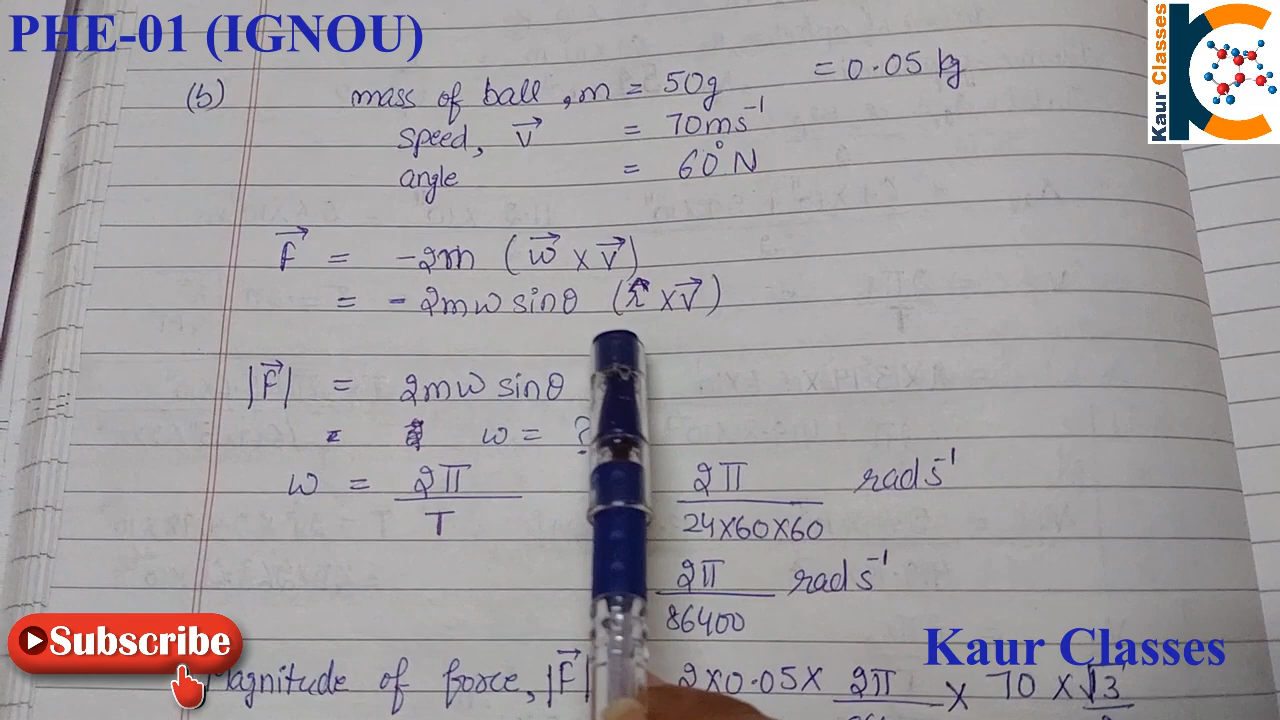 PHE-01 (IGNOU)
Kaur Classes
(b) mass of ball, m = 50g = 0.05 kg
speed, v⃗ = 70ms⁻¹
angle = 60°N
F⃗ = -2m (ω⃗ × v⃗)
= -2mω sinθ (n̂ × v⃗)
|F⃗| = 2mω sinθ
= ω = ?
ω = 2π/T 2π/24×60×60 rad s⁻¹
2π/86400 rad s⁻¹
Magnitude of force, |F⃗| 2×0.05× 2π × 70 × √3
Subscribe
Kaur Classes